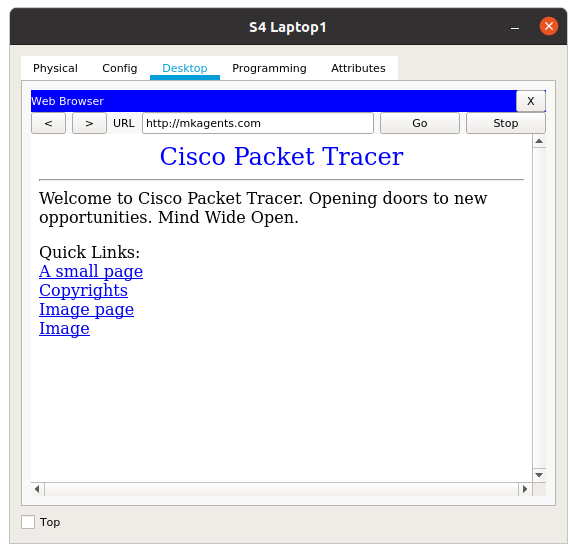 S4 Laptop1
Physical Config Desktop Programming Attributes
Web Browser X
< > URL http://mkagents.com Go Stop
Cisco Packet Tracer
Welcome to Cisco Packet Tracer. Opening doors to new
opportunities. Mind Wide Open.
Quick Links:
A small page
Copyrights
Image page
Image
Top